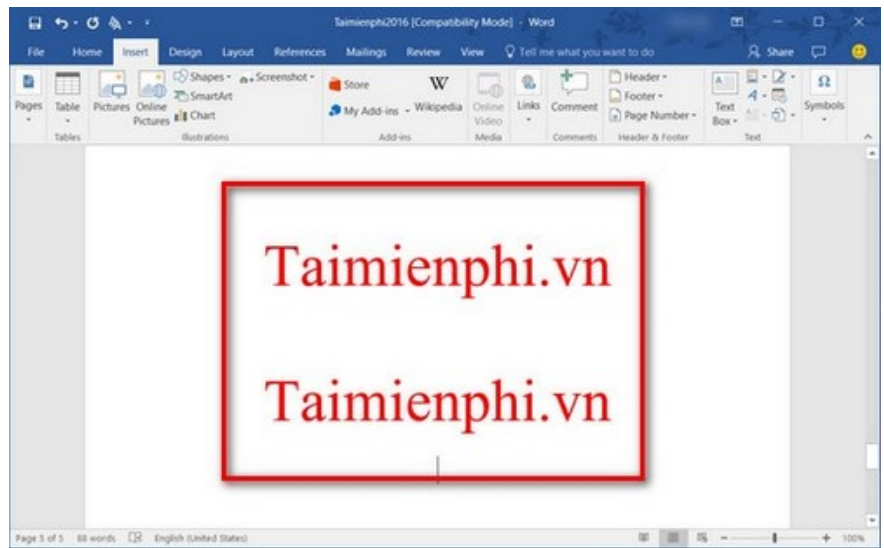 Taimienphi2016 [Compatibility Mode] - Word
File Home Insert Design Layout References Mailings Review View Tell me what you want to do Share
Pages Table Pictures Online Pictures Shapes SmartArt Chart Screenshot Store My Add-ins Wikipedia Online Video Links Comment Header Footer Page Number Text Box Symbols
Tables Illustrations Add-ins Media Comments Header & Footer Text
Taimienphi.vn
Taimienphi.vn
Page 5 of 5 88 words English (United States) 100%